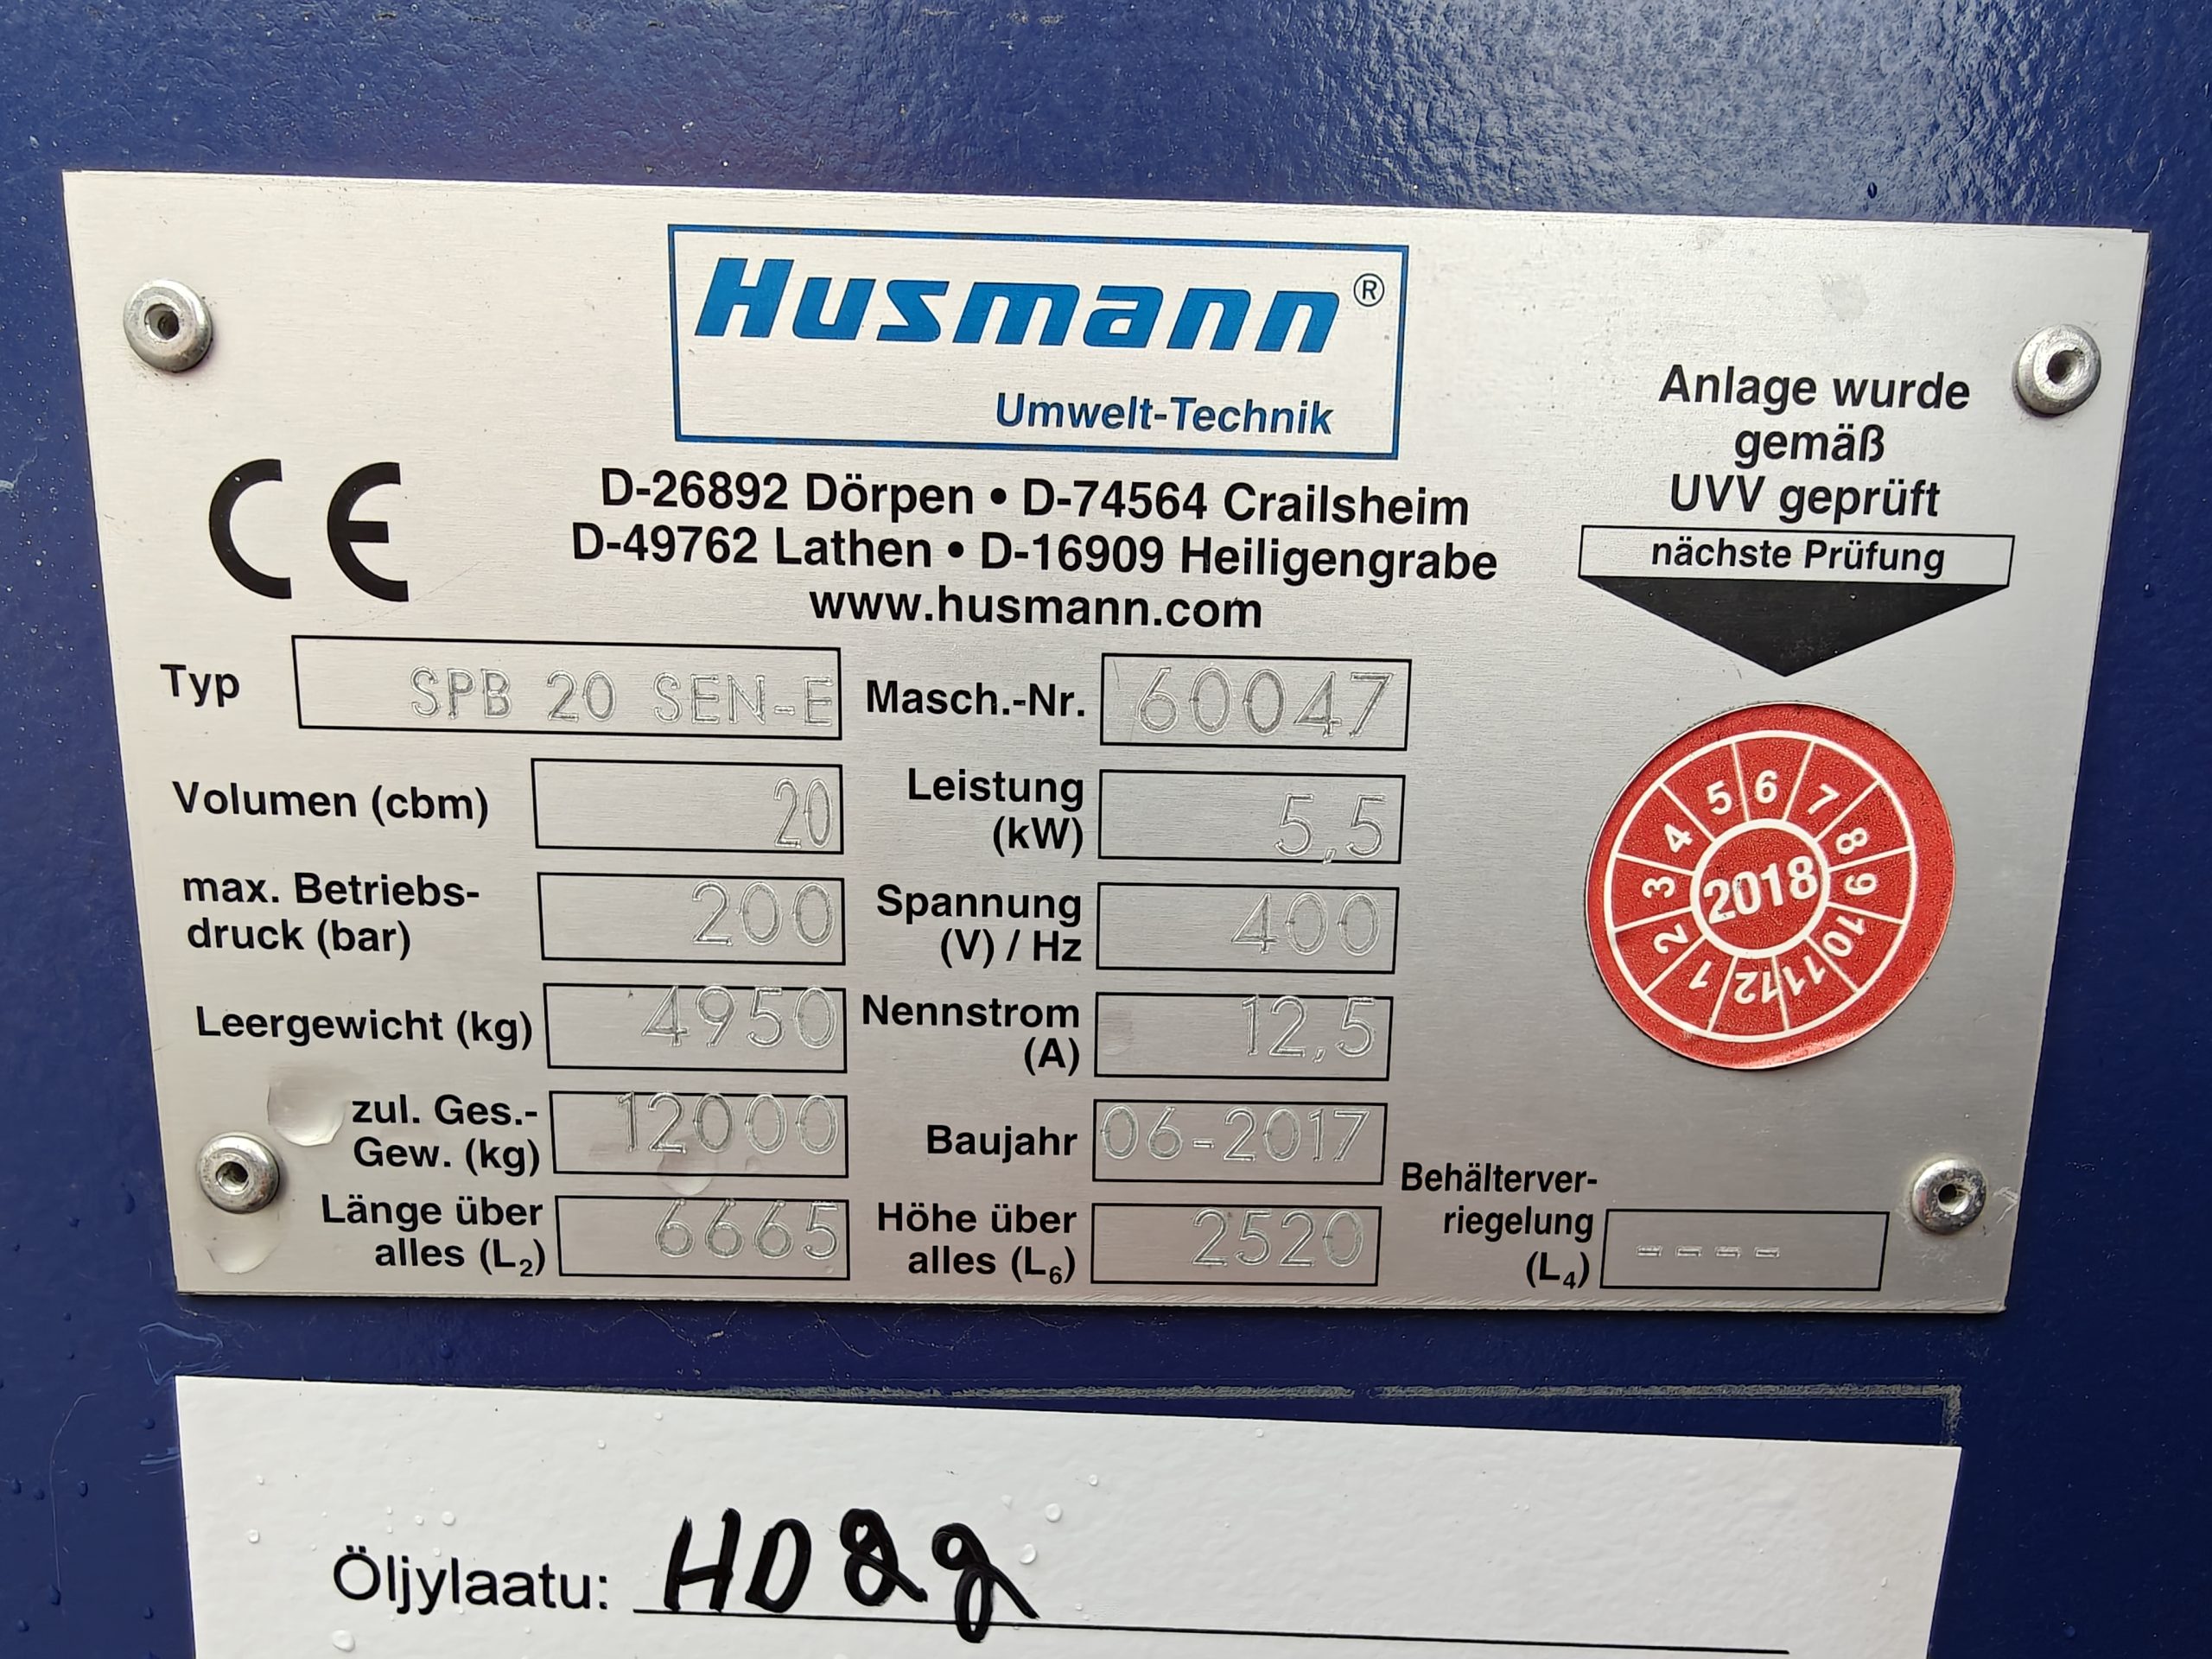 Husmann®
Umwelt-Technik
D-26892 Dörpen • D-74564 Crailsheim
D-49762 Lathen • D-16909 Heiligengrabe
www.husmann.com
CE
Anlage wurde
gemäß
UVV geprüft
nächste Prüfung
2018
1 2 3 4 5 6 7 8 9 10 11 12
Typ SPB 20 SEN-E
Masch.-Nr. 60047
Volumen (cbm) 20
Leistung
(kW) 5,5
max. Betriebs-
druck (bar) 200
Spannung
(V) / Hz 400
Leergewicht (kg) 4950
Nennstrom
(A) 12,5
zul. Ges.-
Gew. (kg) 12000
Baujahr 06-2017
Länge über
alles (L2) 6665
Höhe über
alles (L6) 2520
Behälterver-
riegelung
(L4) ----
Öljylaatu: HD